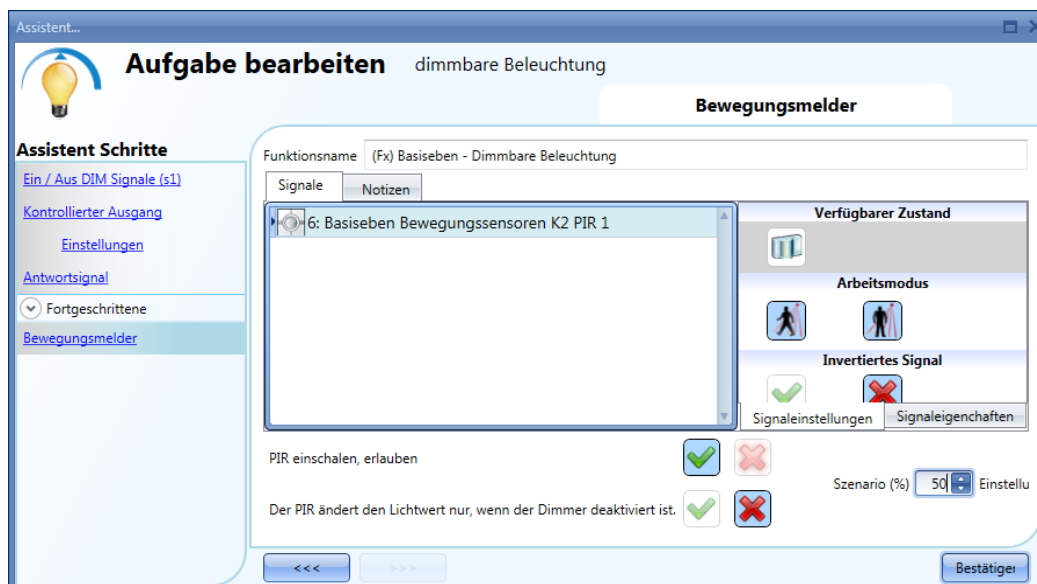 Assistent...
Aufgabe bearbeiten dimmbare Beleuchtung
Bewegungsmelder
Assistent Schritte
Ein / Aus DIM Signale (s1)
Kontrollierter Ausgang
Einstellungen
Antwortsignal
Fortgeschrittene
Bewegungsmelder
Funktionsname (Fx) Basiseben - Dimmbare Beleuchtung
Signale Notizen
6: Basiseben Bewegungssensoren K2 PIR 1
Verfügbarer Zustand
Arbeitsmodus
Invertiertes Signal
Signaleinstellungen Signaleigenchaften
PIR einschalen, erlauben
Szenario (%) 50 Einstellu
Der PIR ändert den Lichtwert nur, wenn der Dimmer deaktiviert ist.
<<< >>> Bestätiger